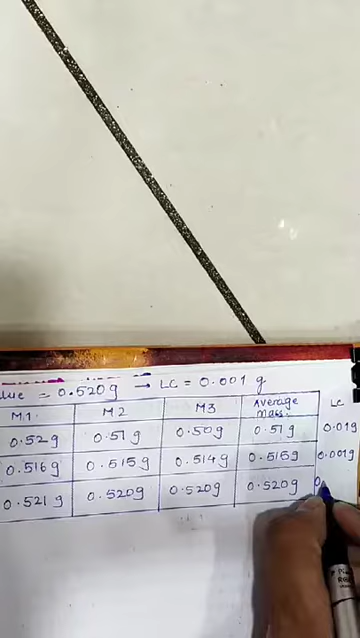 = 0.520g → LC = 0.001 g
M1. M2 M3 Average mass. LC
0.52g 0.51g 0.50g 0.51g 0.01g
0.516g 0.515g 0.514g 0.515g 0.001g
0.521g 0.520g 0.520g 0.520g 0.